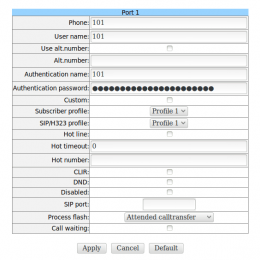 Port 1
Phone: 101
User name: 101
Use alt.number:
Alt.number:
Authentication name: 101
Authentication password: ●●●●●●●●●●●●●●●●●●●●●●
Custom:
Subscriber profile: Profile 1
SIP/H323 profile: Profile 1
Hot line:
Hot timeout: 0
Hot number:
CLIR:
DND:
Disabled:
SIP port:
Process flash: Attended calltransfer
Call waiting:
Apply Cancel Default